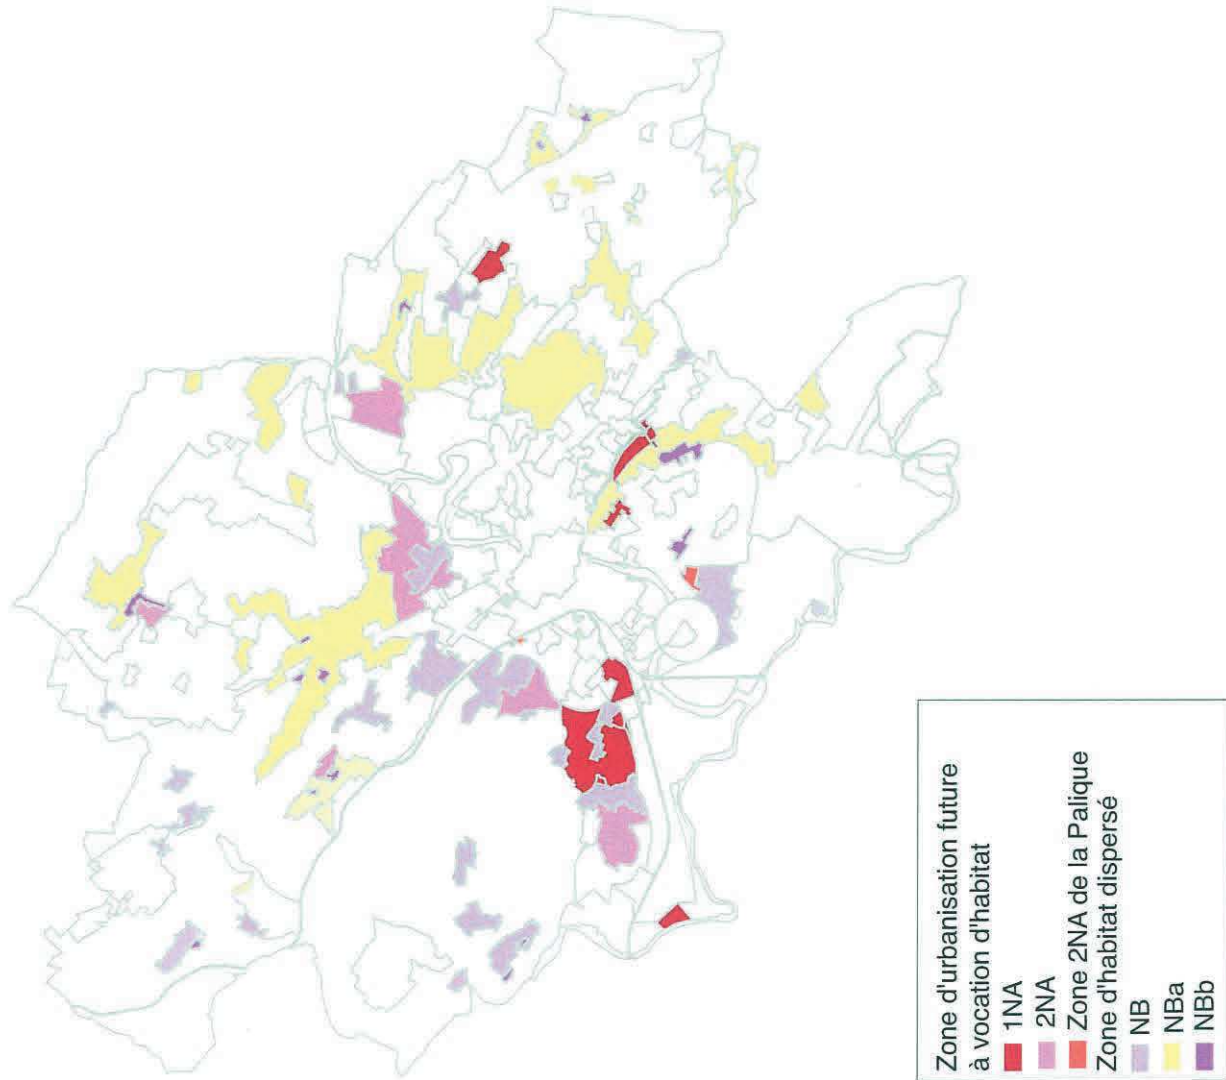 Zone d'urbanisation future
à vocation d'habitat
1NA
2NA
Zone 2NA de la Palique
Zone d'habitat dispersé
NB
NBa
NBb